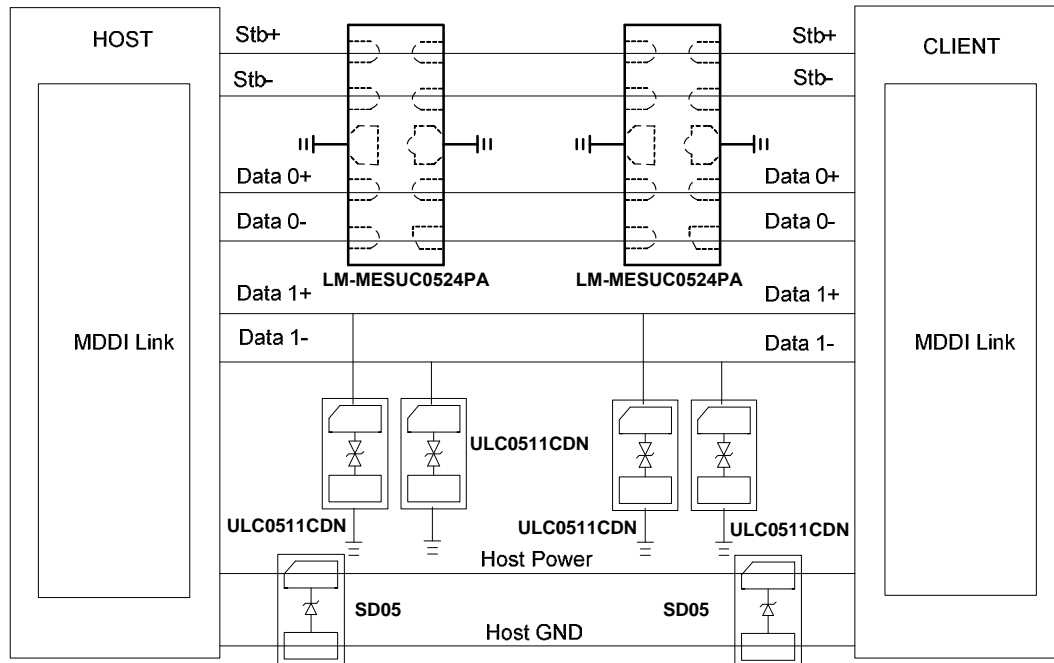 HOST
CLIENT
Stb+
Stb+
Stb-
Stb-
Data 0+
Data 0+
Data 0-
Data 0-
LM-MESUC0524PA
LM-MESUC0524PA
Data 1+
Data 1+
MDDI Link
Data 1-
Data 1-
MDDI Link
ULC0511CDN
ULC0511CDN
ULC0511CDN
ULC0511CDN
Host Power
SD05
SD05
Host GND